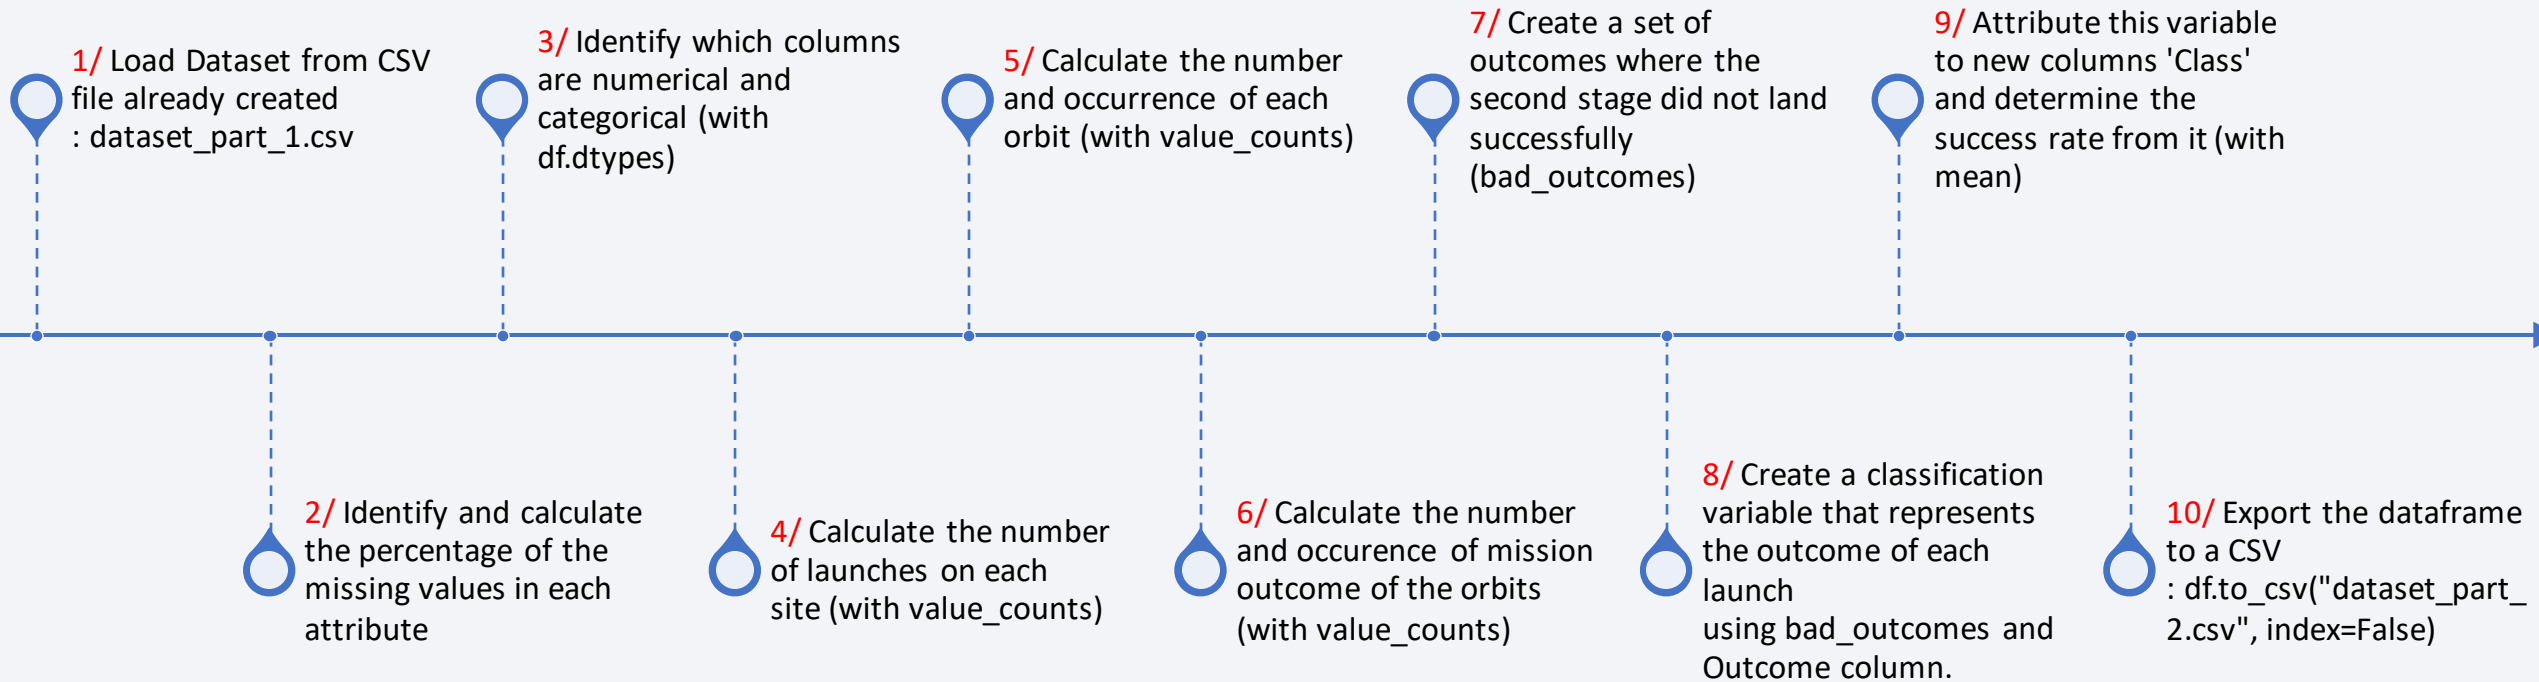 1/ Load Dataset from CSV
file already created
: dataset_part_1.csv
2/ Identify and calculate
the percentage of the
missing values in each
attribute
3/ Identify which columns
are numerical and
categorical (with
df.dtypes)
4/ Calculate the number
of launches on each
site (with value_counts)
5/ Calculate the number
and occurrence of each
orbit (with value_counts)
6/ Calculate the number
and occurence of mission
outcome of the orbits
(with value_counts)
7/ Create a set of
outcomes where the
second stage did not land
successfully
(bad_outcomes)
8/ Create a classification
variable that represents
the outcome of each
launch
using bad_outcomes and
Outcome column.
9/ Attribute this variable
to new columns 'Class'
and determine the
success rate from it (with
mean)
10/ Export the dataframe
to a CSV
: df.to_csv("dataset_part_
2.csv", index=False)